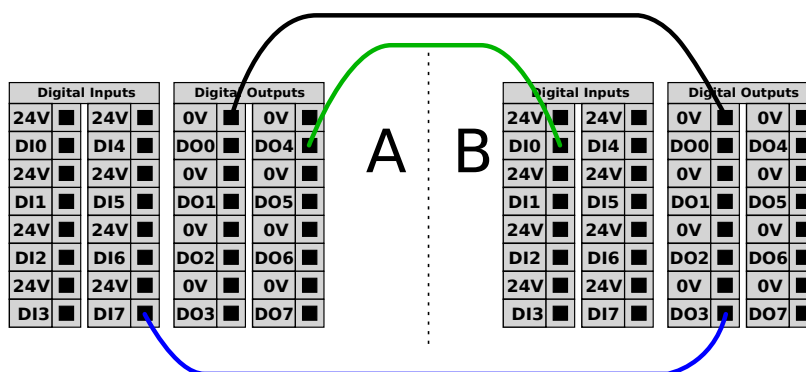 Digital Inputs Digital Outputs Digital Inputs Digital Outputs
24V 24V 0V 0V 24V 24V 0V 0V
DI0 DI4 DO0 DO4 A B DI0 DI4 DO0 DO4
24V 24V 0V 0V 24V 24V 0V 0V
DI1 DI5 DO1 DO5 DI1 DI5 DO1 DO5
24V 24V 0V 0V 24V 24V 0V 0V
DI2 DI6 DO2 DO6 DI2 DI6 DO2 DO6
24V 24V 0V 0V 24V 24V 0V 0V
DI3 DI7 DO3 DO7 DI3 DI7 DO3 DO7